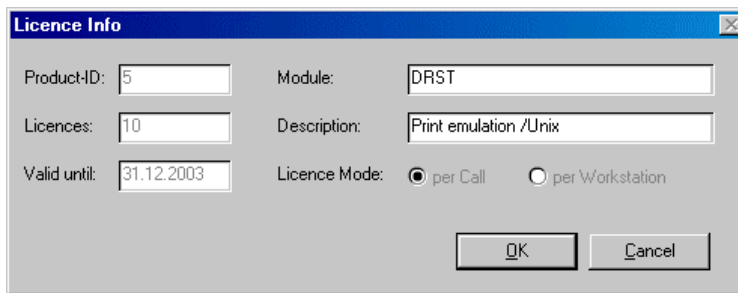 Licence Info
Product-ID: 5 Module: DRST
Licences: 10 Description: Print emulation /Unix
Valid until: 31.12.2003 Licence Mode: per Call per Workstation
OK Cancel